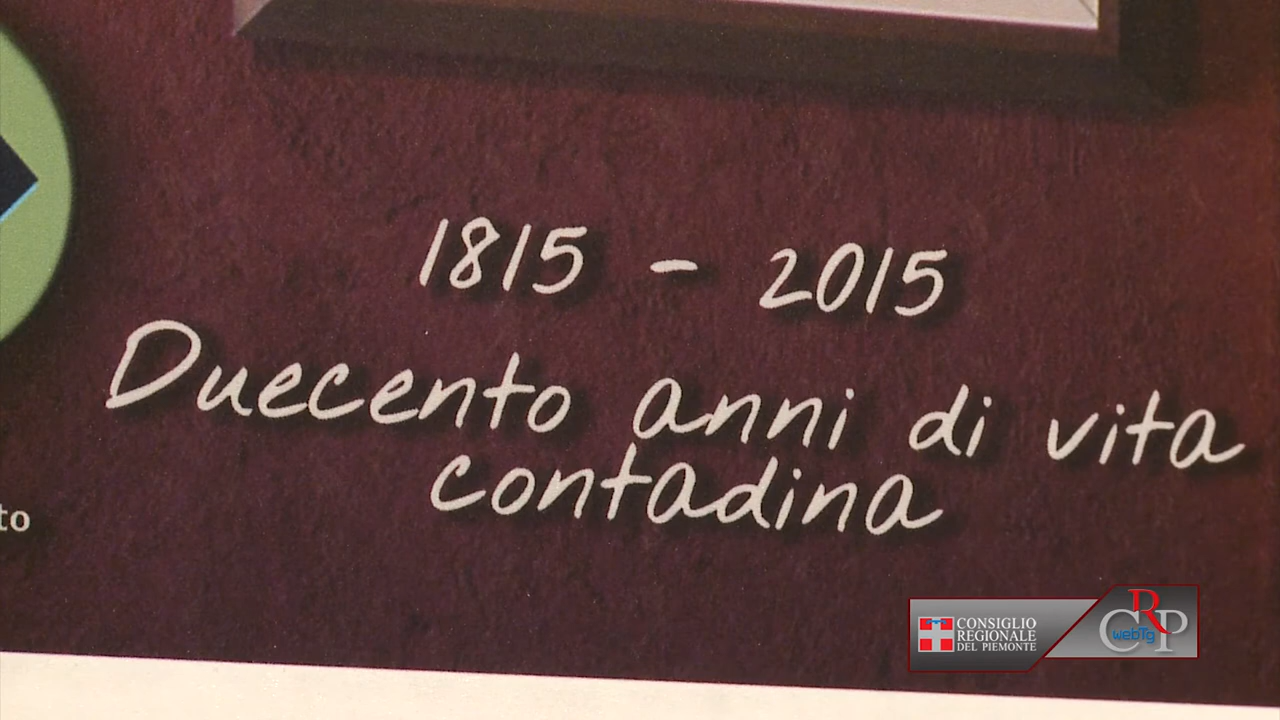 1815 - 2015
Duecento anni di vita
contadina
to
CONSIGLIO
REGIONALE
DEL PIEMONTE
CRP
webTg